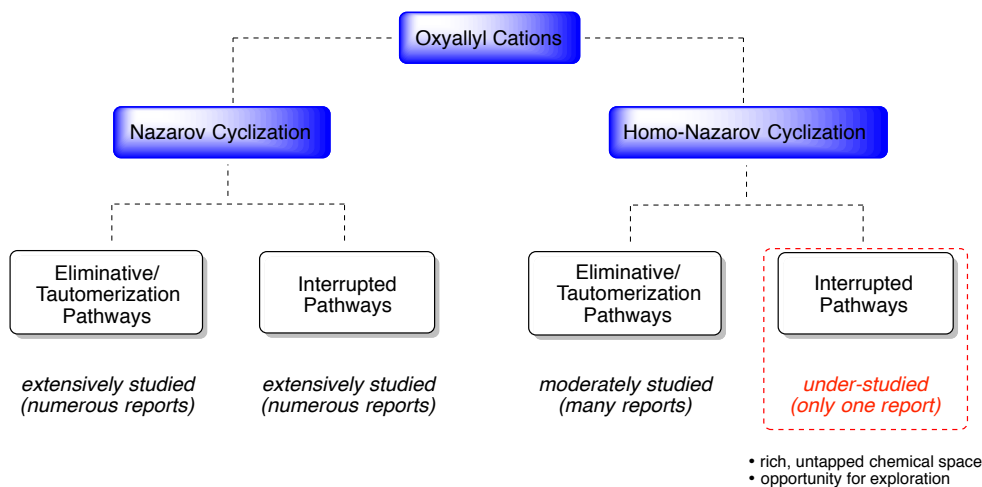 Oxyallyl Cations
Nazarov Cyclization
Homo-Nazarov Cyclization
Eliminative/
Tautomerization
Pathways
Interrupted
Pathways
Eliminative/
Tautomerization
Pathways
Interrupted
Pathways
extensively studied
(numerous reports)
extensively studied
(numerous reports)
moderately studied
(many reports)
under-studied
(only one report)
• rich, untapped chemical space
• opportunity for exploration